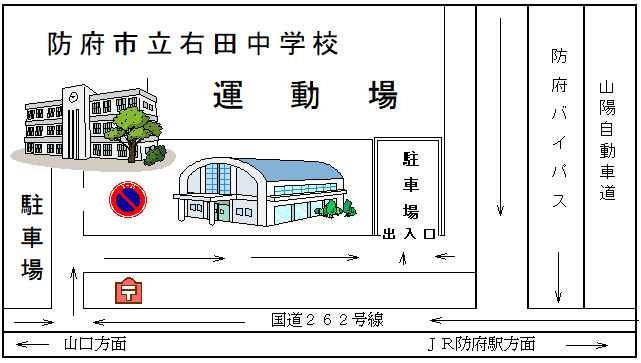 防府市立右田中学校
運動場
防府バイパス
山陽自動車道
駐車場
駐車場
出入口
国道２６２号線
山口方面
ＪＲ防府駅方面